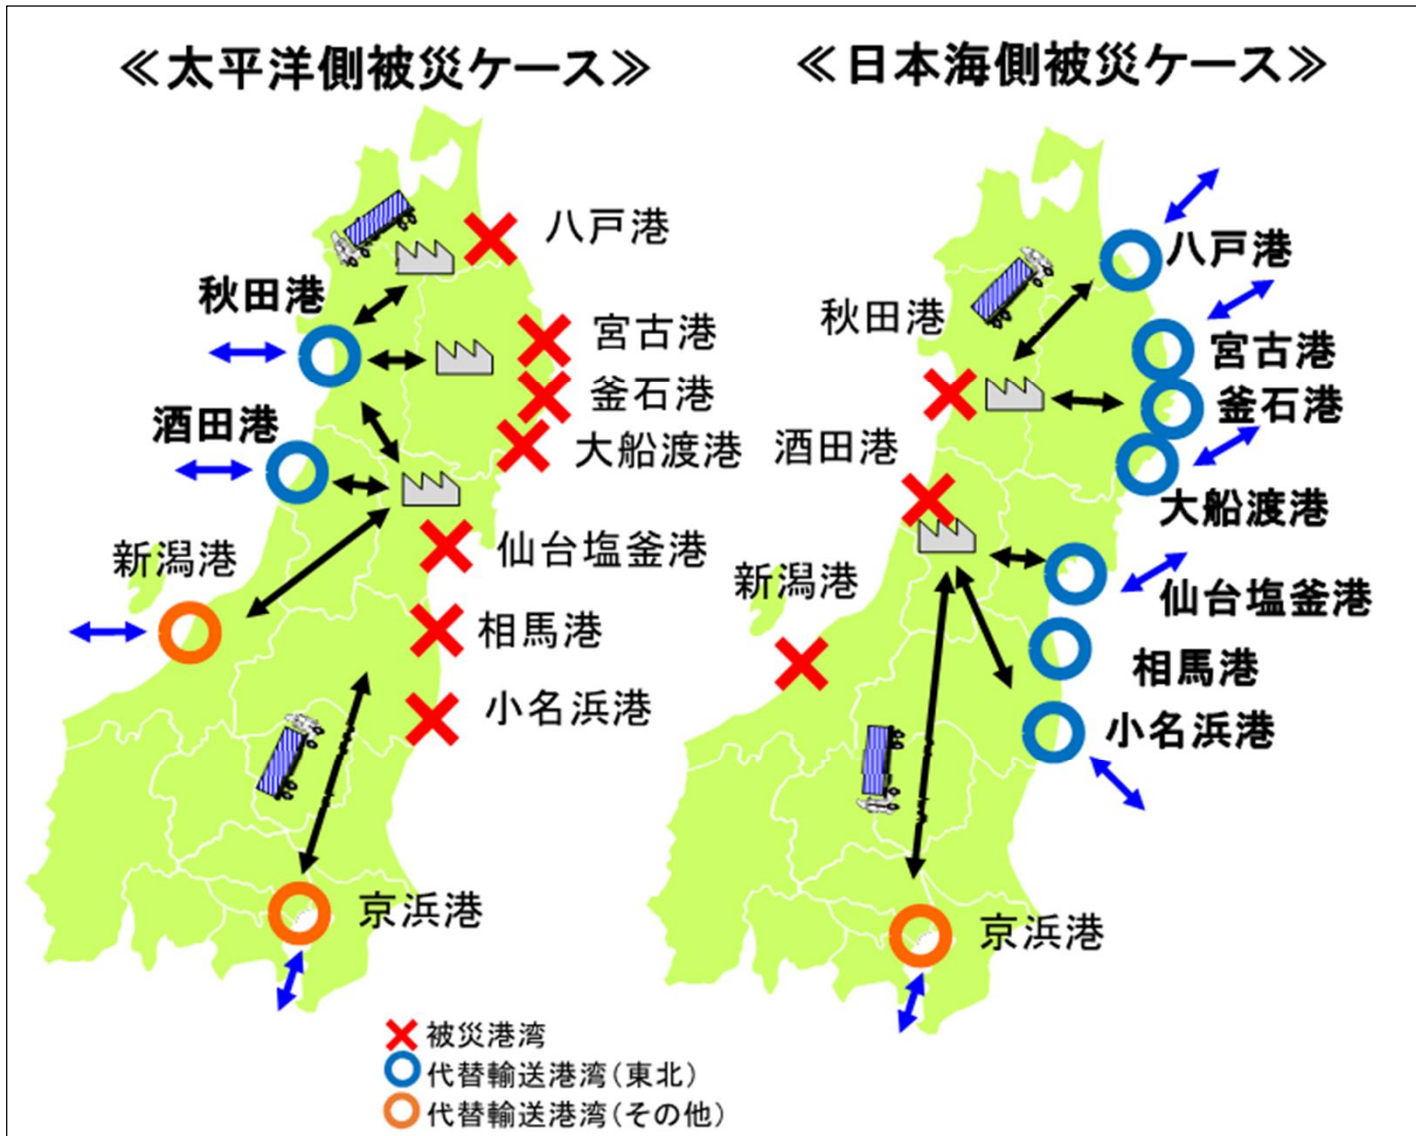 ≪太平洋側被災ケース≫
八戸港
秋田港
宮古港
釜石港
酒田港
大船渡港
新潟港
仙台塩釜港
相馬港
小名浜港
京浜港
≪日本海側被災ケース≫
八戸港
秋田港
宮古港
釜石港
酒田港
大船渡港
新潟港
仙台塩釜港
相馬港
小名浜港
京浜港
被災港湾
代替輸送港湾(東北)
代替輸送港湾(その他)